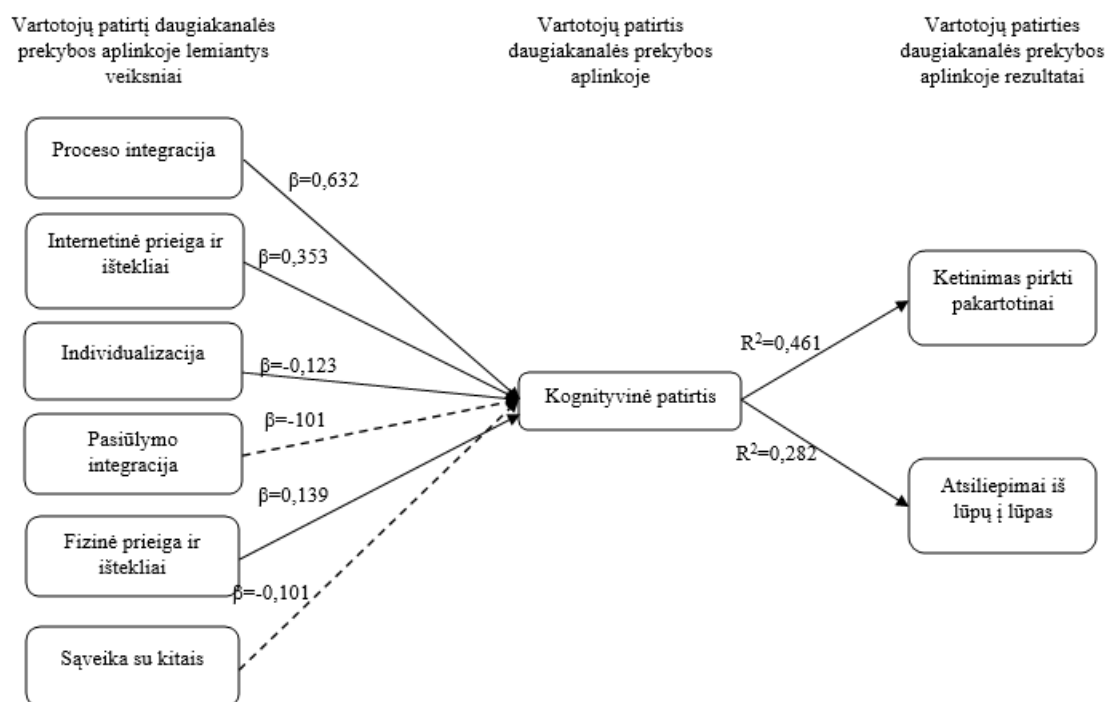 Vartotojų patirtį daugiakanalės
prekybos aplinkoje lemiantys
veiksniai
Vartotojų patirtis
daugiakanalės prekybos
aplinkoje
Vartotojų patirties
daugiakanalės prekybos
aplinkoje rezultatai
Proceso integracija
β=0,632
Internetinė prieiga ir
ištekliai
β=0,353
Individualizacija
β=-0,123
Pasiūlymo
integracija
β=-101
Fizinė prieiga ir
ištekliai
β=0,139
Sąveika su kitais
β=-0,101
Kognityvinė patirtis
R²=0,461
R²=0,282
Ketinimas pirkti
pakartotinai
Atsiliepimai iš
lūpų į lūpas